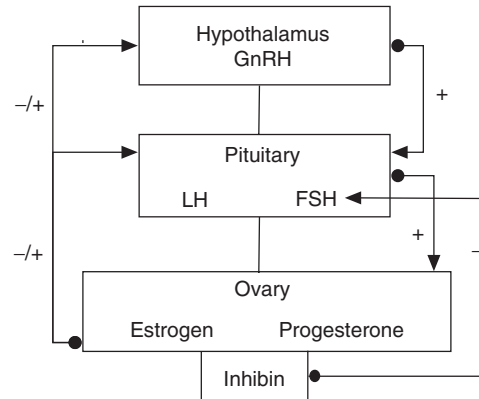 Hypothalamus
GnRH
–/+
+
Pituitary
LH FSH
–/+
+
–
Ovary
Estrogen Progesterone
Inhibin